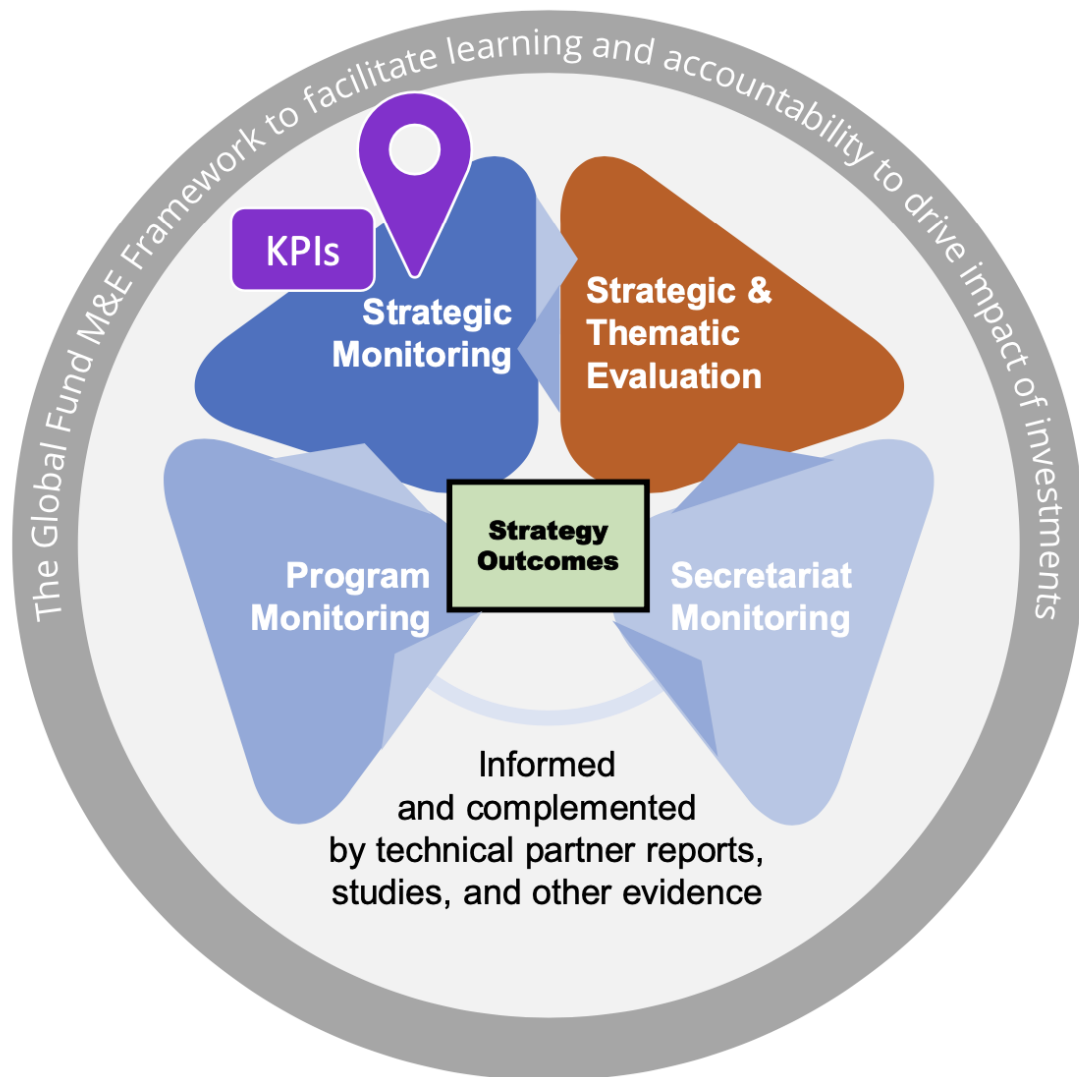 The Global Fund M&E Framework to facilitate learning and accountability to drive impact of investments
KPIs
Strategic
Monitoring
Strategic &
Thematic
Evaluation
Strategy
Outcomes
Program
Monitoring
Secretariat
Monitoring
Informed
and complemented
by technical partner reports,
studies, and other evidence